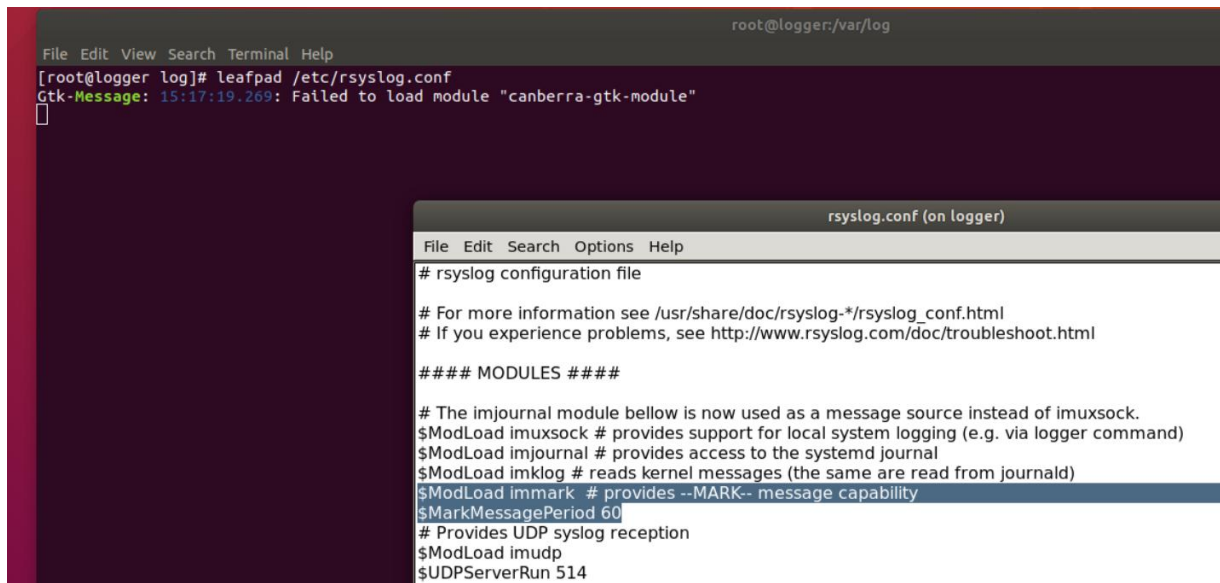 root@logger:/var/log
File Edit View Search Terminal Help
[root@logger log]# leafpad /etc/rsyslog.conf
Gtk-Message: 15:17:19.269: Failed to load module "canberra-gtk-module"
rsyslog.conf (on logger)
File Edit Search Options Help
# rsyslog configuration file
# For more information see /usr/share/doc/rsyslog-*/rsyslog_conf.html
# If you experience problems, see http://www.rsyslog.com/doc/troubleshoot.html
#### MODULES ####
# The imjournal module bellow is now used as a message source instead of imuxsock.
$ModLoad imuxsock # provides support for local system logging (e.g. via logger command)
$ModLoad imjournal # provides access to the systemd journal
$ModLoad imklog # reads kernel messages (the same are read from journald)
$ModLoad immark  # provides --MARK-- message capability
$MarkMessagePeriod 60
# Provides UDP syslog reception
$ModLoad imudp
$UDPServerRun 514